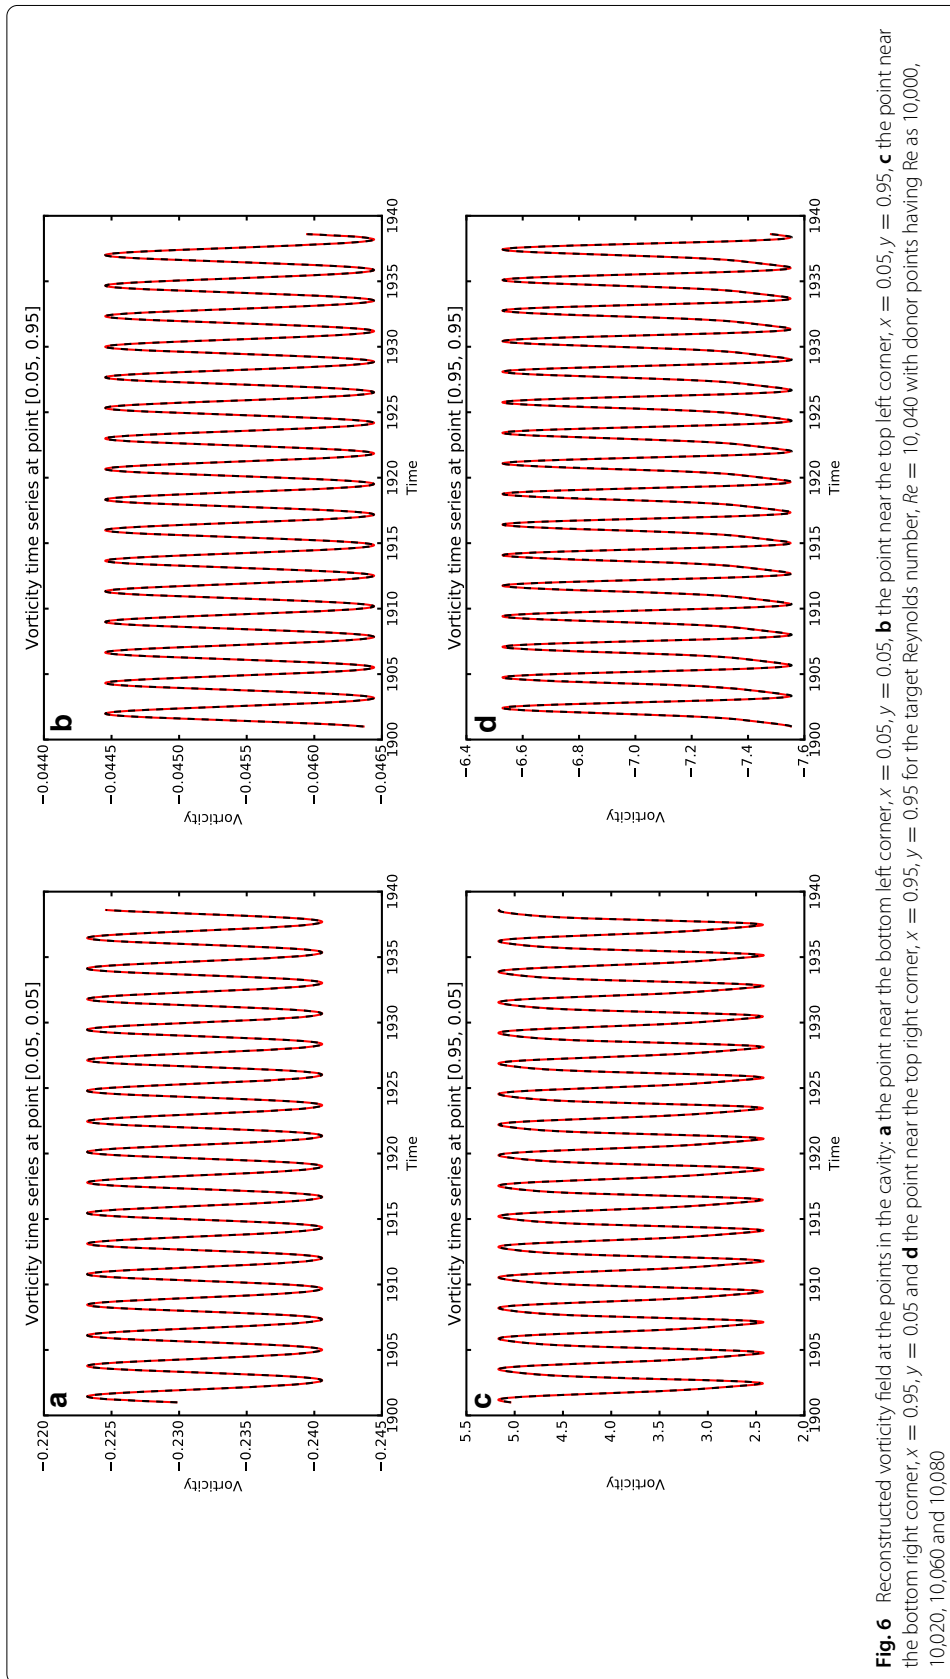 a
Vorticity time series at point [0.05, 0.05]
−0.220
−0.225
−0.230
−0.235
−0.240
−0.245
Vorticity
1900 1905 1910 1915 1920 1925 1930 1935 1940
Time
b
Vorticity time series at point [0.05, 0.95]
−0.0440
−0.0445
−0.0450
−0.0455
−0.0460
−0.0465
Vorticity
1900 1905 1910 1915 1920 1925 1930 1935 1940
Time
c
Vorticity time series at point [0.95, 0.05]
5.5
5.0
4.5
4.0
3.5
3.0
2.5
2.0
Vorticity
1900 1905 1910 1915 1920 1925 1930 1935 1940
Time
d
Vorticity time series at point [0.95, 0.95]
−6.4
−6.6
−6.8
−7.0
−7.2
−7.4
−7.6
Vorticity
1900 1905 1910 1915 1920 1925 1930 1935 1940
Time
Fig. 6 Reconstructed vorticity field at the points in the cavity: a the point near the bottom left corner, x = 0.05, y = 0.05, b the point near the top left corner, x = 0.05, y = 0.95, c the point near
the bottom right corner, x = 0.95, y = 0.05 and d the point near the top right corner, x = 0.95, y = 0.95 for the target Reynolds number, Re = 10,040 with donor points having Re as 10,000,
10,020, 10,060 and 10,080